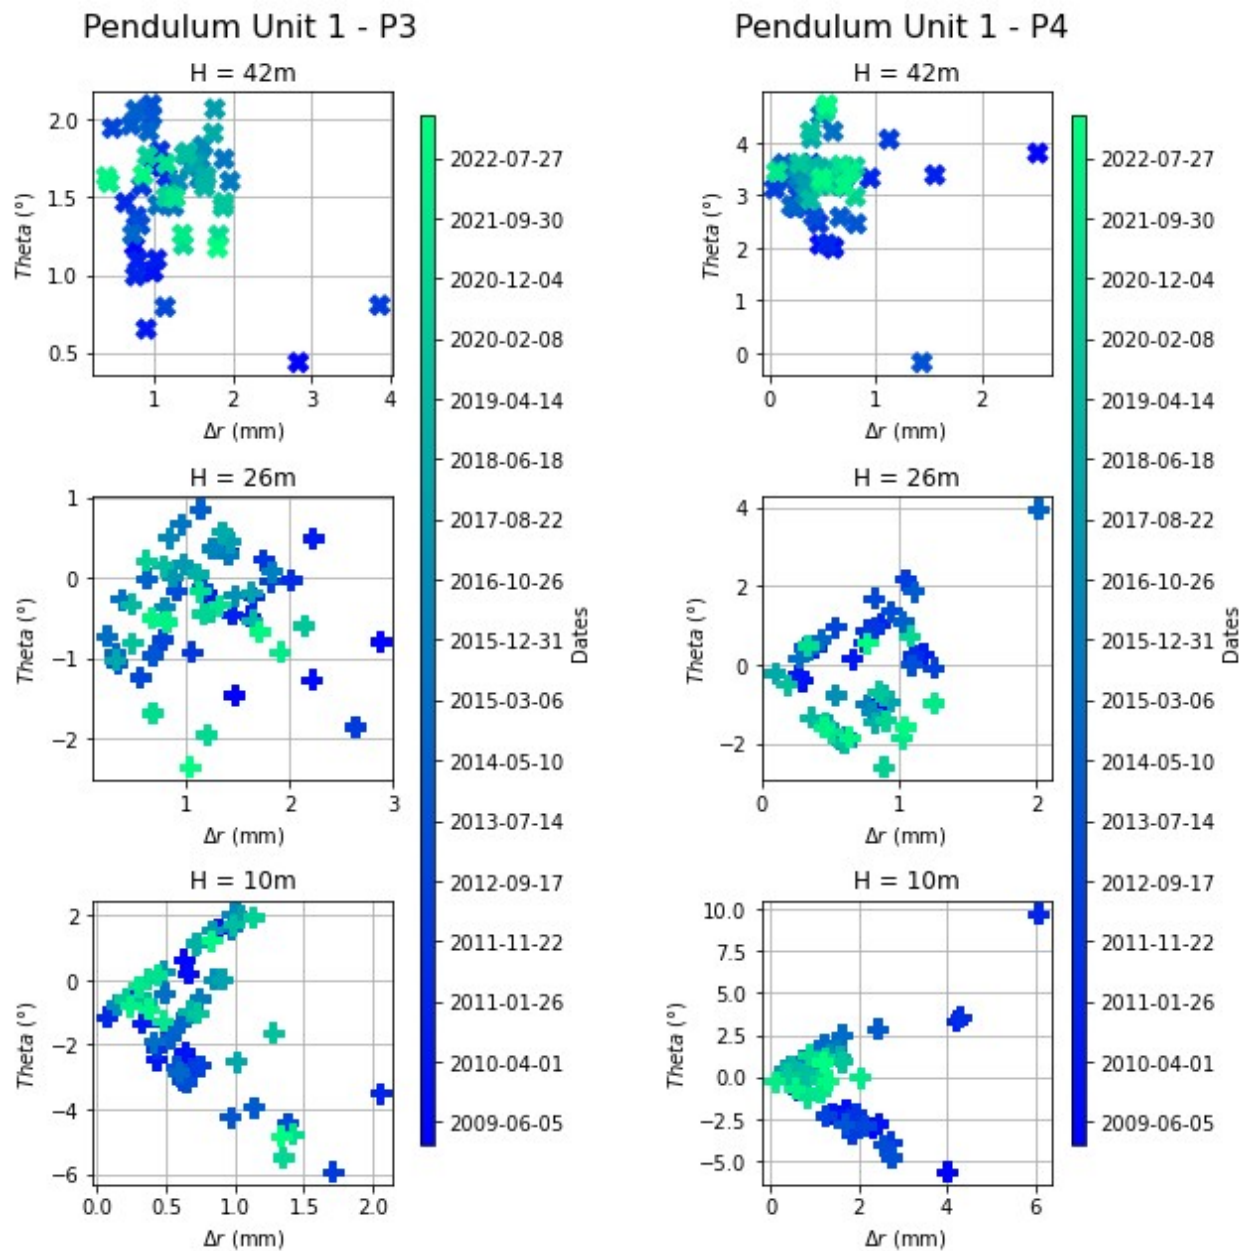 Pendulum Unit 1 - P3
H = 42m
2.0
1.5
1.0
0.5
Theta (°)
1 2 3 4
Δr (mm)
H = 26m
1
0
−1
−2
Theta (°)
1 2 3
Δr (mm)
H = 10m
2
0
−2
−4
−6
Theta (°)
0.0 0.5 1.0 1.5 2.0
Δr (mm)
2022-07-27
2021-09-30
2020-12-04
2020-02-08
2019-04-14
2018-06-18
2017-08-22
2016-10-26
2015-12-31
2015-03-06
2014-05-10
2013-07-14
2012-09-17
2011-11-22
2011-01-26
2010-04-01
2009-06-05
Dates
Pendulum Unit 1 - P4
H = 42m
4
3
2
1
0
Theta (°)
0 1 2
Δr (mm)
H = 26m
4
2
0
−2
Theta (°)
0 1 2
Δr (mm)
H = 10m
10.0
7.5
5.0
2.5
0.0
−2.5
−5.0
Theta (°)
0 2 4 6
Δr (mm)
2022-07-27
2021-09-30
2020-12-04
2020-02-08
2019-04-14
2018-06-18
2017-08-22
2016-10-26
2015-12-31
2015-03-06
2014-05-10
2013-07-14
2012-09-17
2011-11-22
2011-01-26
2010-04-01
2009-06-05
Dates